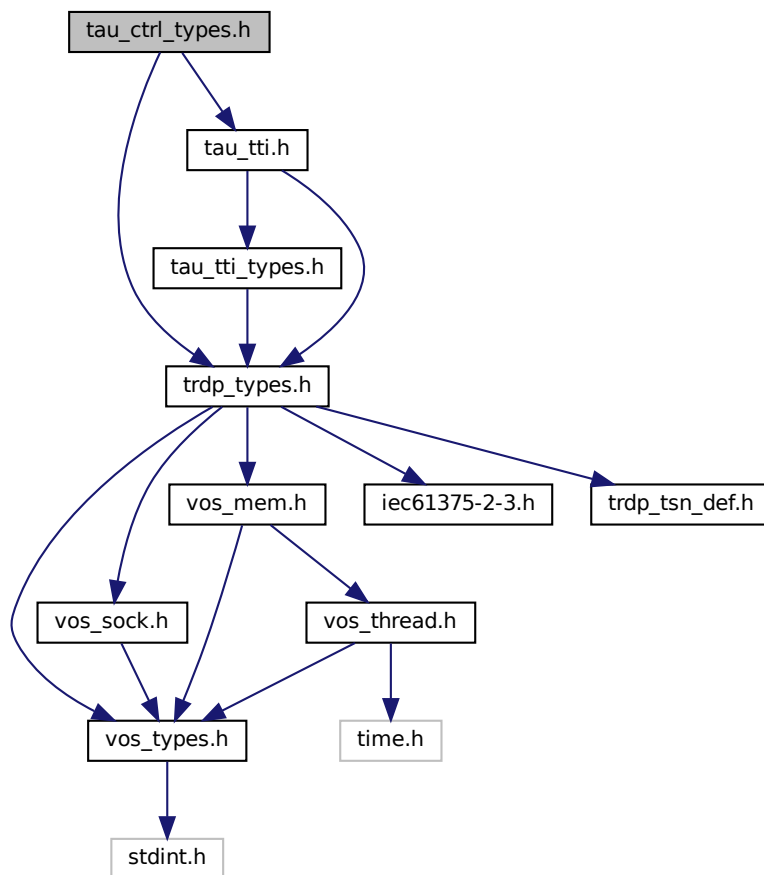 tau_ctrl_types.h
tau_tti.h
tau_tti_types.h
trdp_types.h
vos_mem.h
iec61375-2-3.h
trdp_tsn_def.h
vos_sock.h
vos_thread.h
vos_types.h
time.h
stdint.h